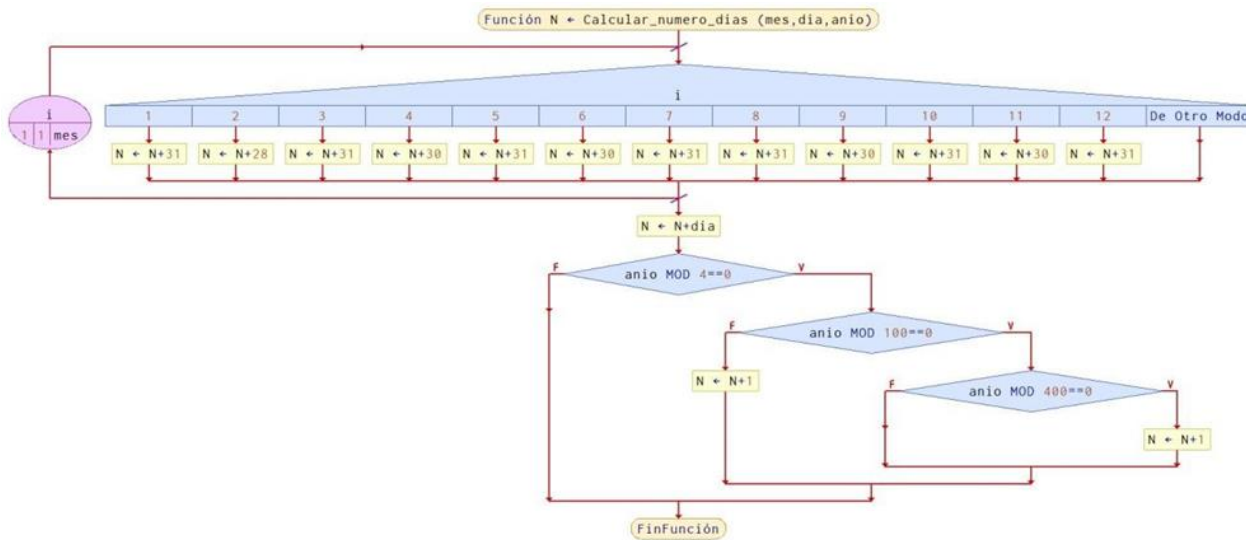 Función N ← Calcular_numero_dias (mes,dia,anio)
i
i
1 1 mes
1 2 3 4 5 6 7 8 9 10 11 12 De Otro Modo
N ← N+31 N ← N+28 N ← N+31 N ← N+30 N ← N+31 N ← N+30 N ← N+31 N ← N+31 N ← N+30 N ← N+31 N ← N+30 N ← N+31
N ← N+dia
F anio MOD 4==0 V
F anio MOD 100==0 V
N ← N+1
F anio MOD 400==0 V
N ← N+1
FinFunción